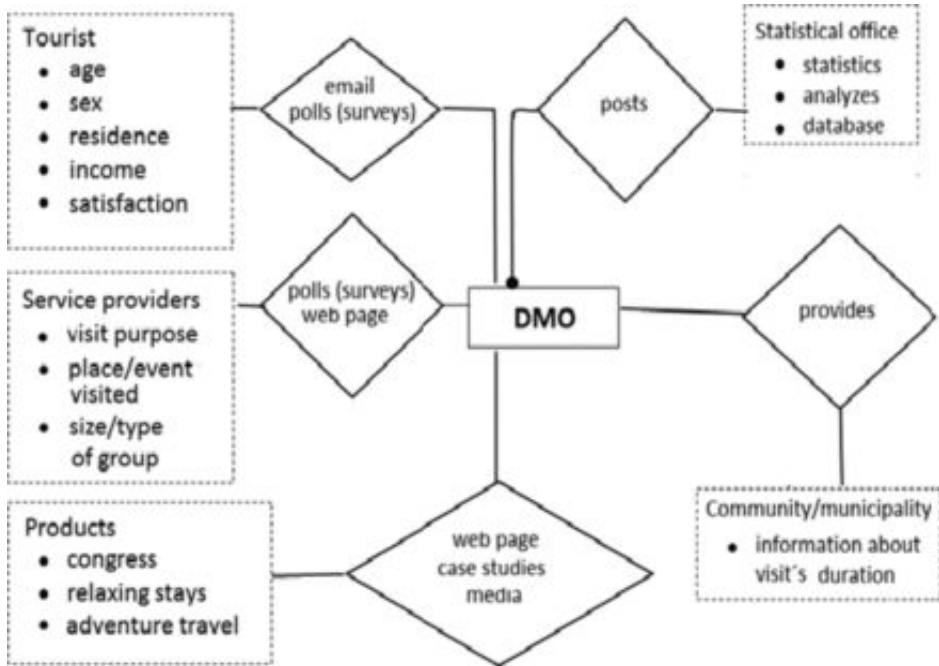 Tourist
• age
• sex
• residence
• income
• satisfaction
email
polls (surveys)
posts
Statistical office
• statistics
• analyzes
• database
Service providers
• visit purpose
• place/event
visited
• size/type
of group
polls (surveys)
web page
DMO
provides
Products
• congress
• relaxing stays
• adventure travel
web page
case studies
media
Community/municipality
• information about
visit´s duration